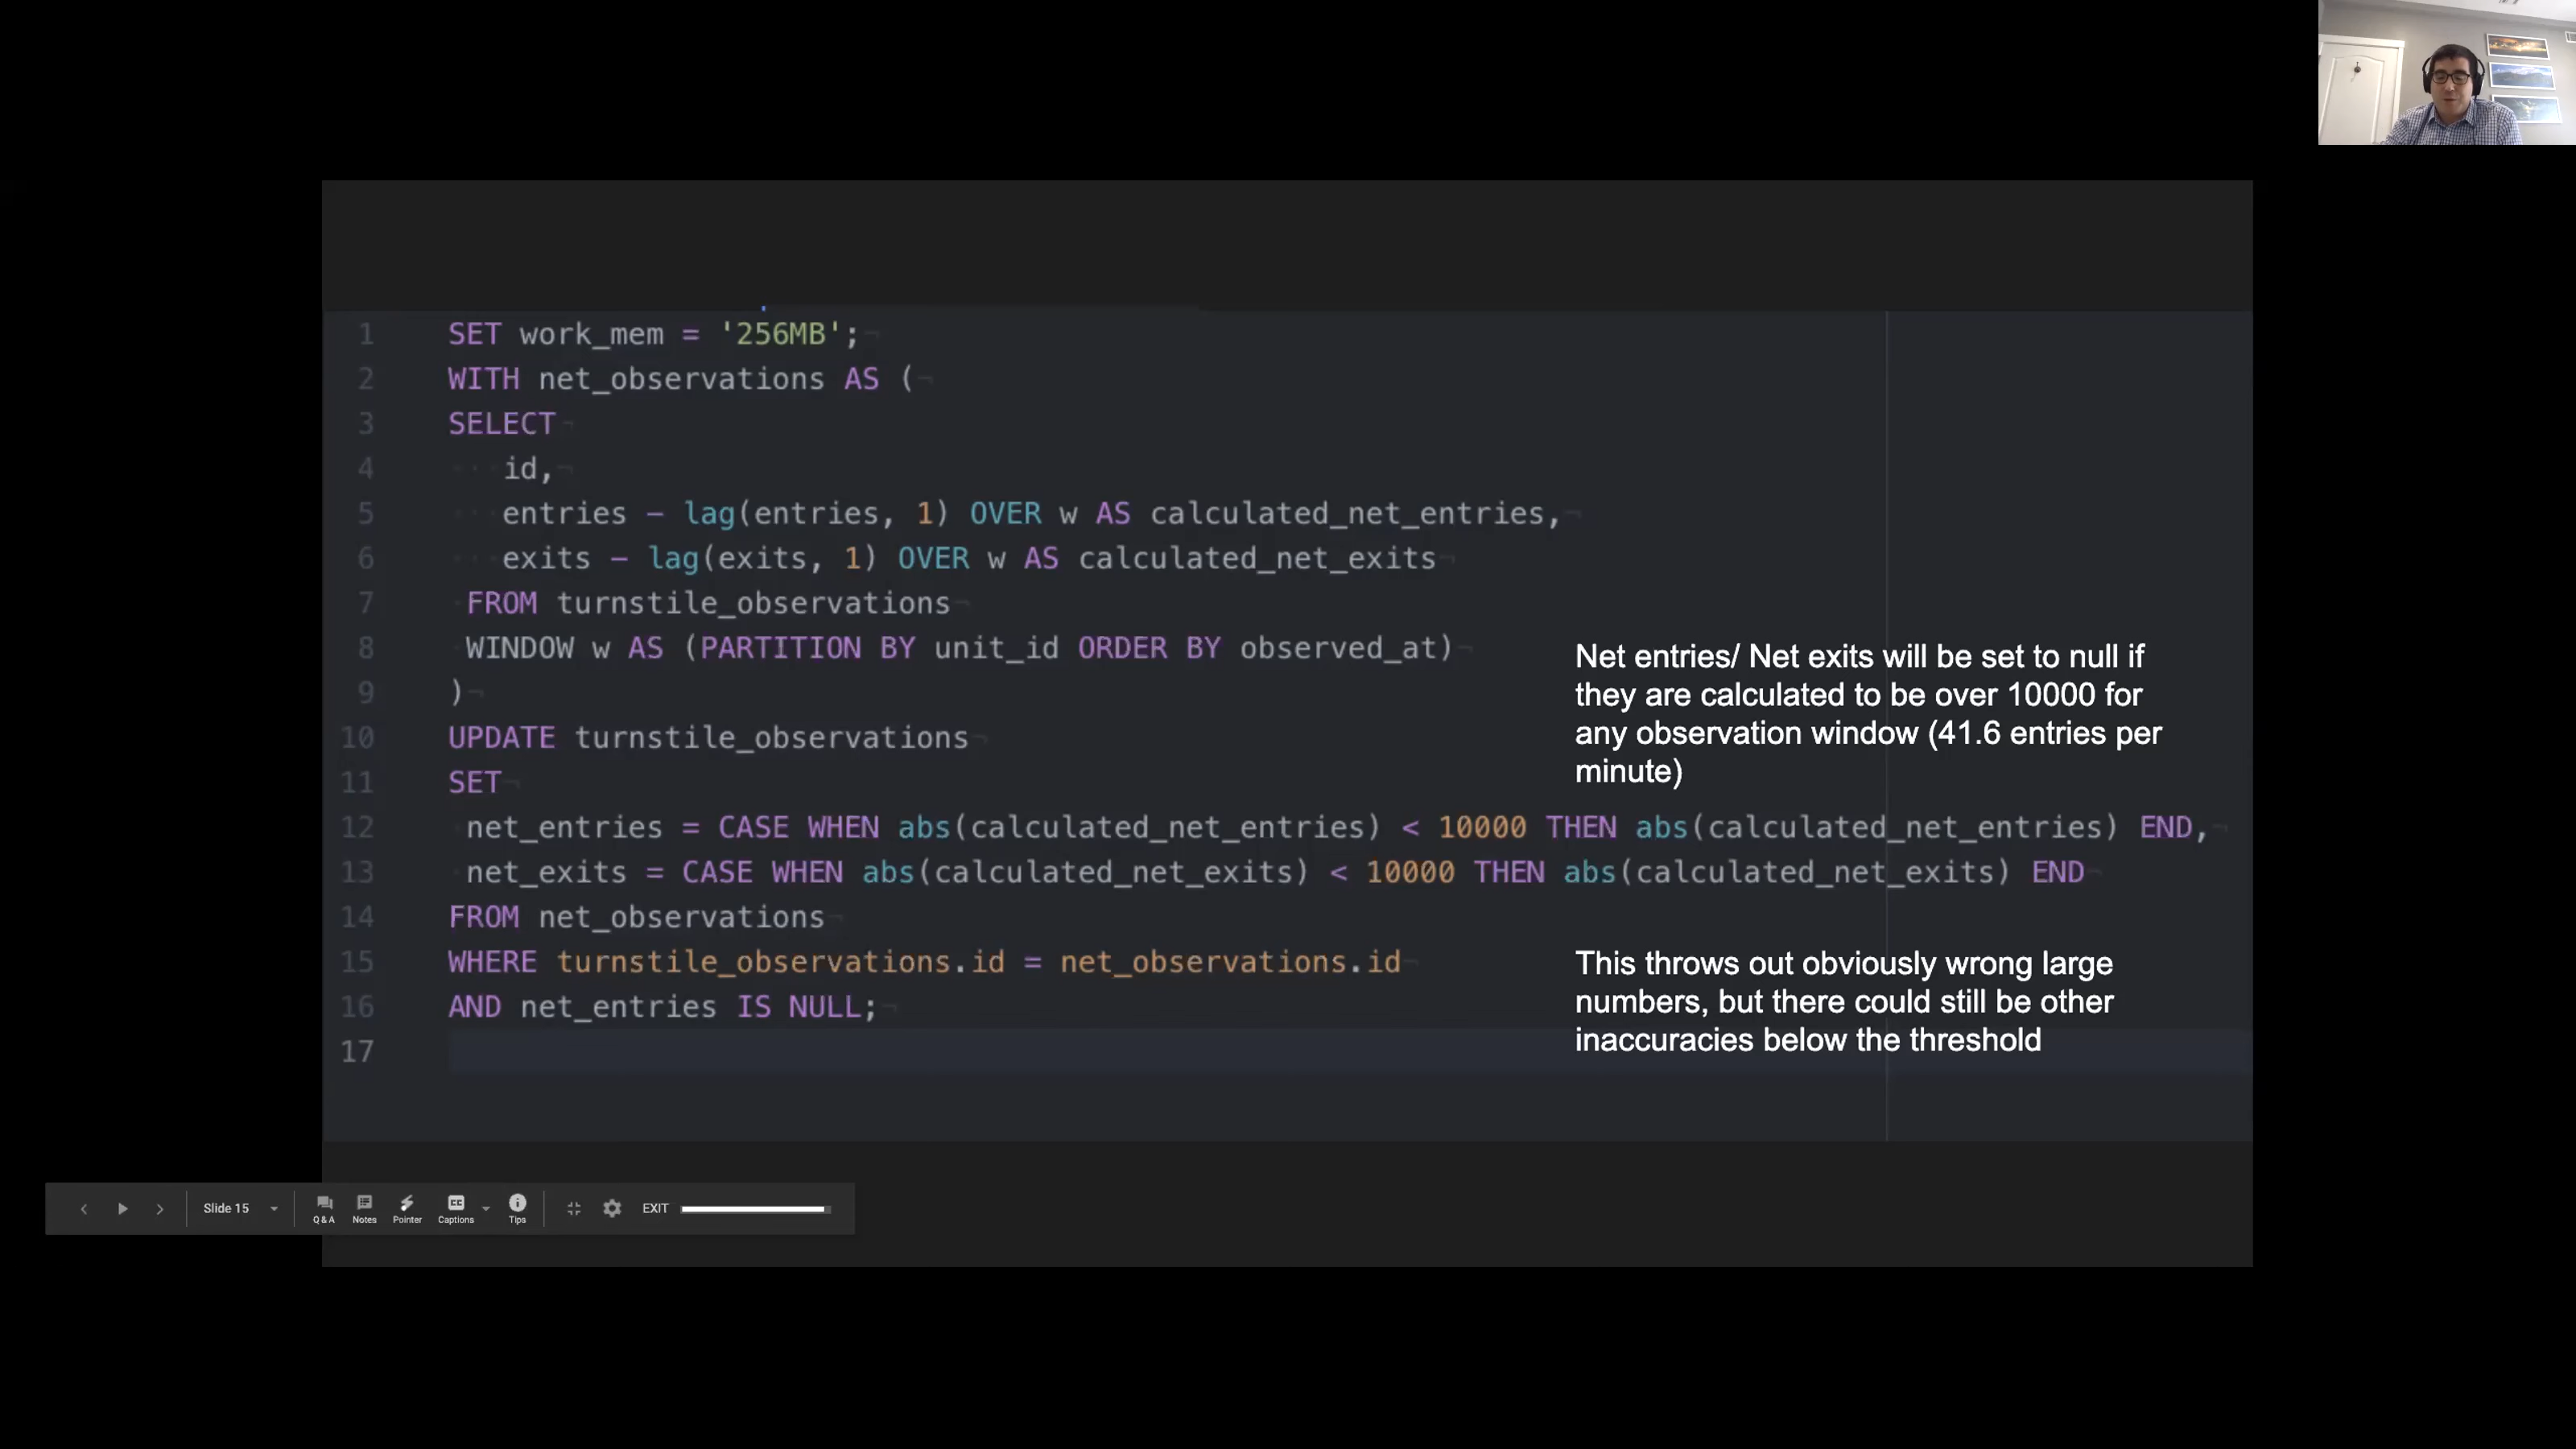 1 SET work_mem = '256MB';
2 WITH net_observations AS (
3 SELECT
4 id,
5 entries - lag(entries, 1) OVER w AS calculated_net_entries,
6 exits - lag(exits, 1) OVER w AS calculated_net_exits
7 FROM turnstile_observations
8 WINDOW w AS (PARTITION BY unit_id ORDER BY observed_at)
9 )
10 UPDATE turnstile_observations
11 SET
12 net_entries = CASE WHEN abs(calculated_net_entries) < 10000 THEN abs(calculated_net_entries) END,
13 net_exits = CASE WHEN abs(calculated_net_exits) < 10000 THEN abs(calculated_net_exits) END
14 FROM net_observations
15 WHERE turnstile_observations.id = net_observations.id
16 AND net_entries IS NULL;
17
Net entries/ Net exits will be set to null if
they are calculated to be over 10000 for
any observation window (41.6 entries per
minute)
This throws out obviously wrong large
numbers, but there could still be other
inaccuracies below the threshold
Slide 15
Q & A
Notes
Pointer
CC
Captions
Tips
EXIT